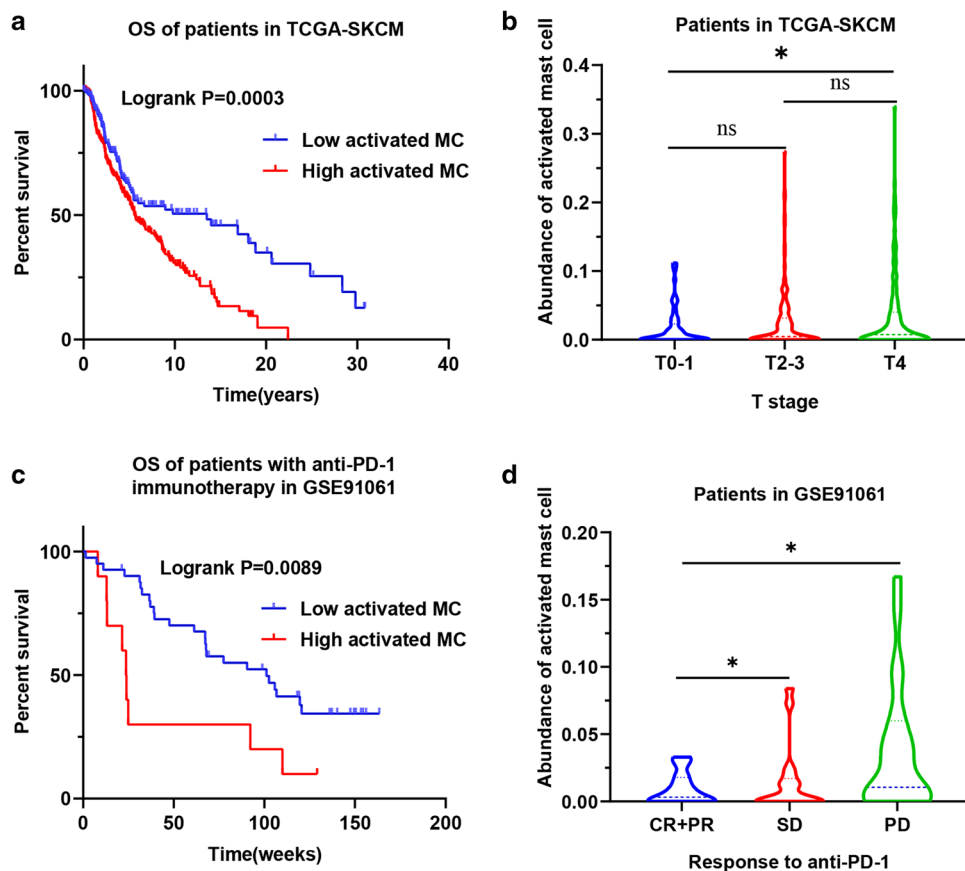 a
OS of patients in TCGA-SKCM
Percent survival
100
50
0
Logrank P=0.0003
Low activated MC
High activated MC
0 10 20 30 40
Time(years)
b
Patients in TCGA-SKCM
Abundance of activated mast cell
0.4
0.3
0.2
0.1
0.0
*
ns
ns
T0-1 T2-3 T4
T stage
c
OS of patients with anti-PD-1
immunotherapy in GSE91061
Percent survival
100
50
0
Logrank P=0.0089
Low activated MC
High activated MC
0 50 100 150 200
Time(weeks)
d
Patients in GSE91061
Abundance of activated mast cell
0.20
0.15
0.10
0.05
0.00
*
*
CR+PR SD PD
Response to anti-PD-1